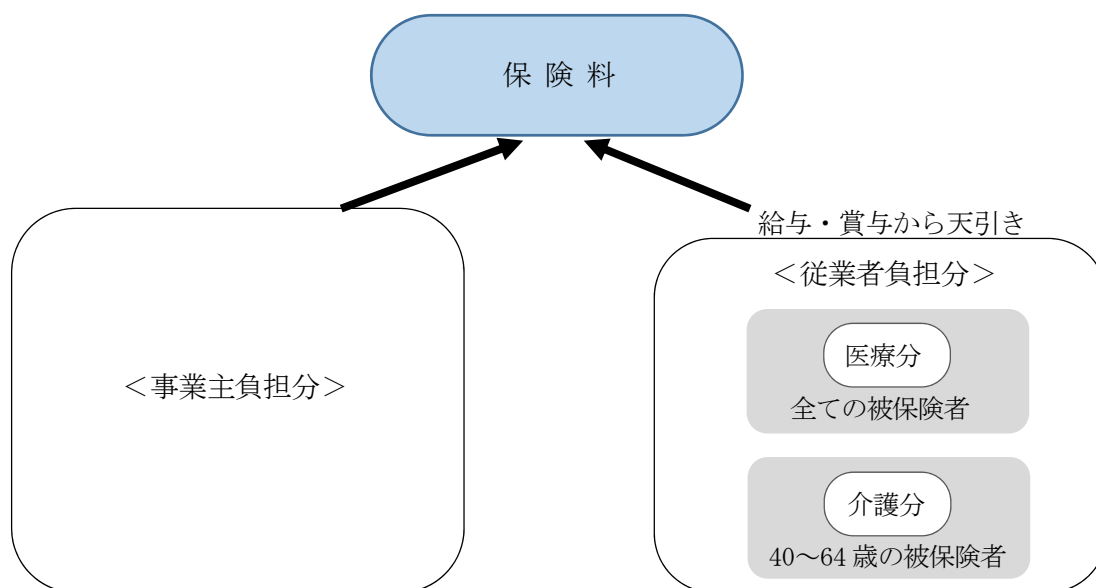 保険料
給与・賞与から天引き
＜従業者負担分＞
医療分
全ての被保険者
＜事業主負担分＞
介護分
40～64歳の被保険者